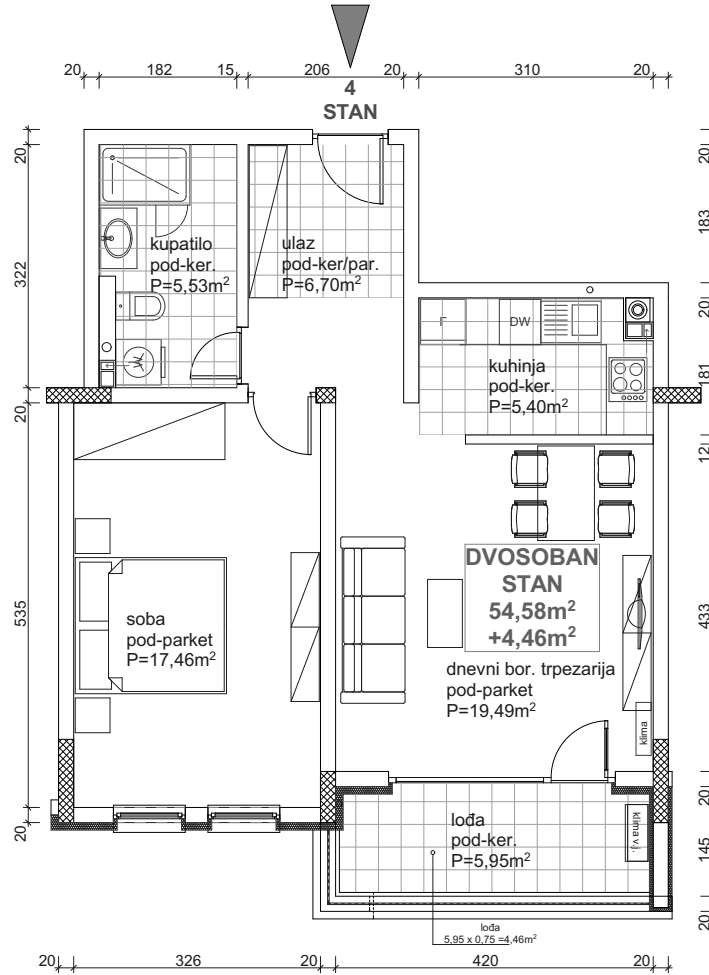 20 182 15 206 20 310 20
4
STAN
20
322
20
535
20
20
183
20
181
12
433
20
145
20
kupatilo
pod-ker.
P=5,53m²
ulaz
pod-ker/par.
P=6,70m²
DW
kuhinja
pod-ker.
P=5,40m²
DVOSOBAN
STAN
54,58m²
+4,46m²
soba
pod-parket
P=17,46m²
dnevni bor. trpezarija
pod-parket
P=19,49m²
klima
lođa
pod-ker.
P=5,95m²
klima v.j.
lođa
5,95 x 0,75 =4,46m²
20 326 20 420 20